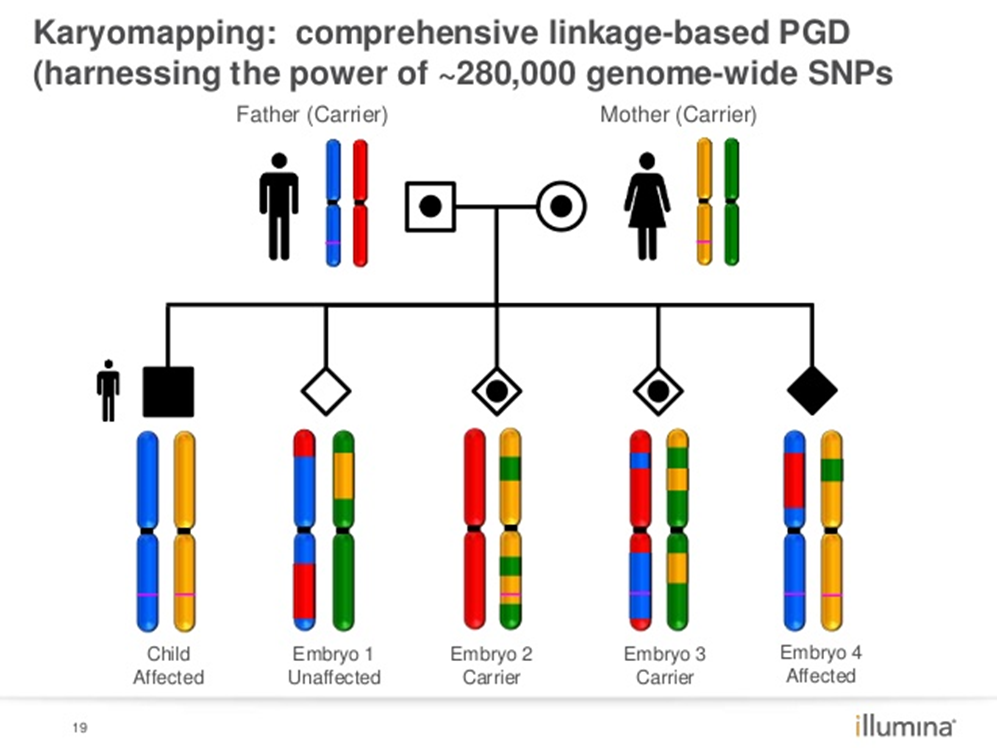 Karyomapping: comprehensive linkage-based PGD
(harnessing the power of ~280,000 genome-wide SNPs
Father (Carrier)
Mother (Carrier)
Child
Affected
Embryo 1
Unaffected
Embryo 2
Carrier
Embryo 3
Carrier
Embryo 4
Affected
19
illumina®